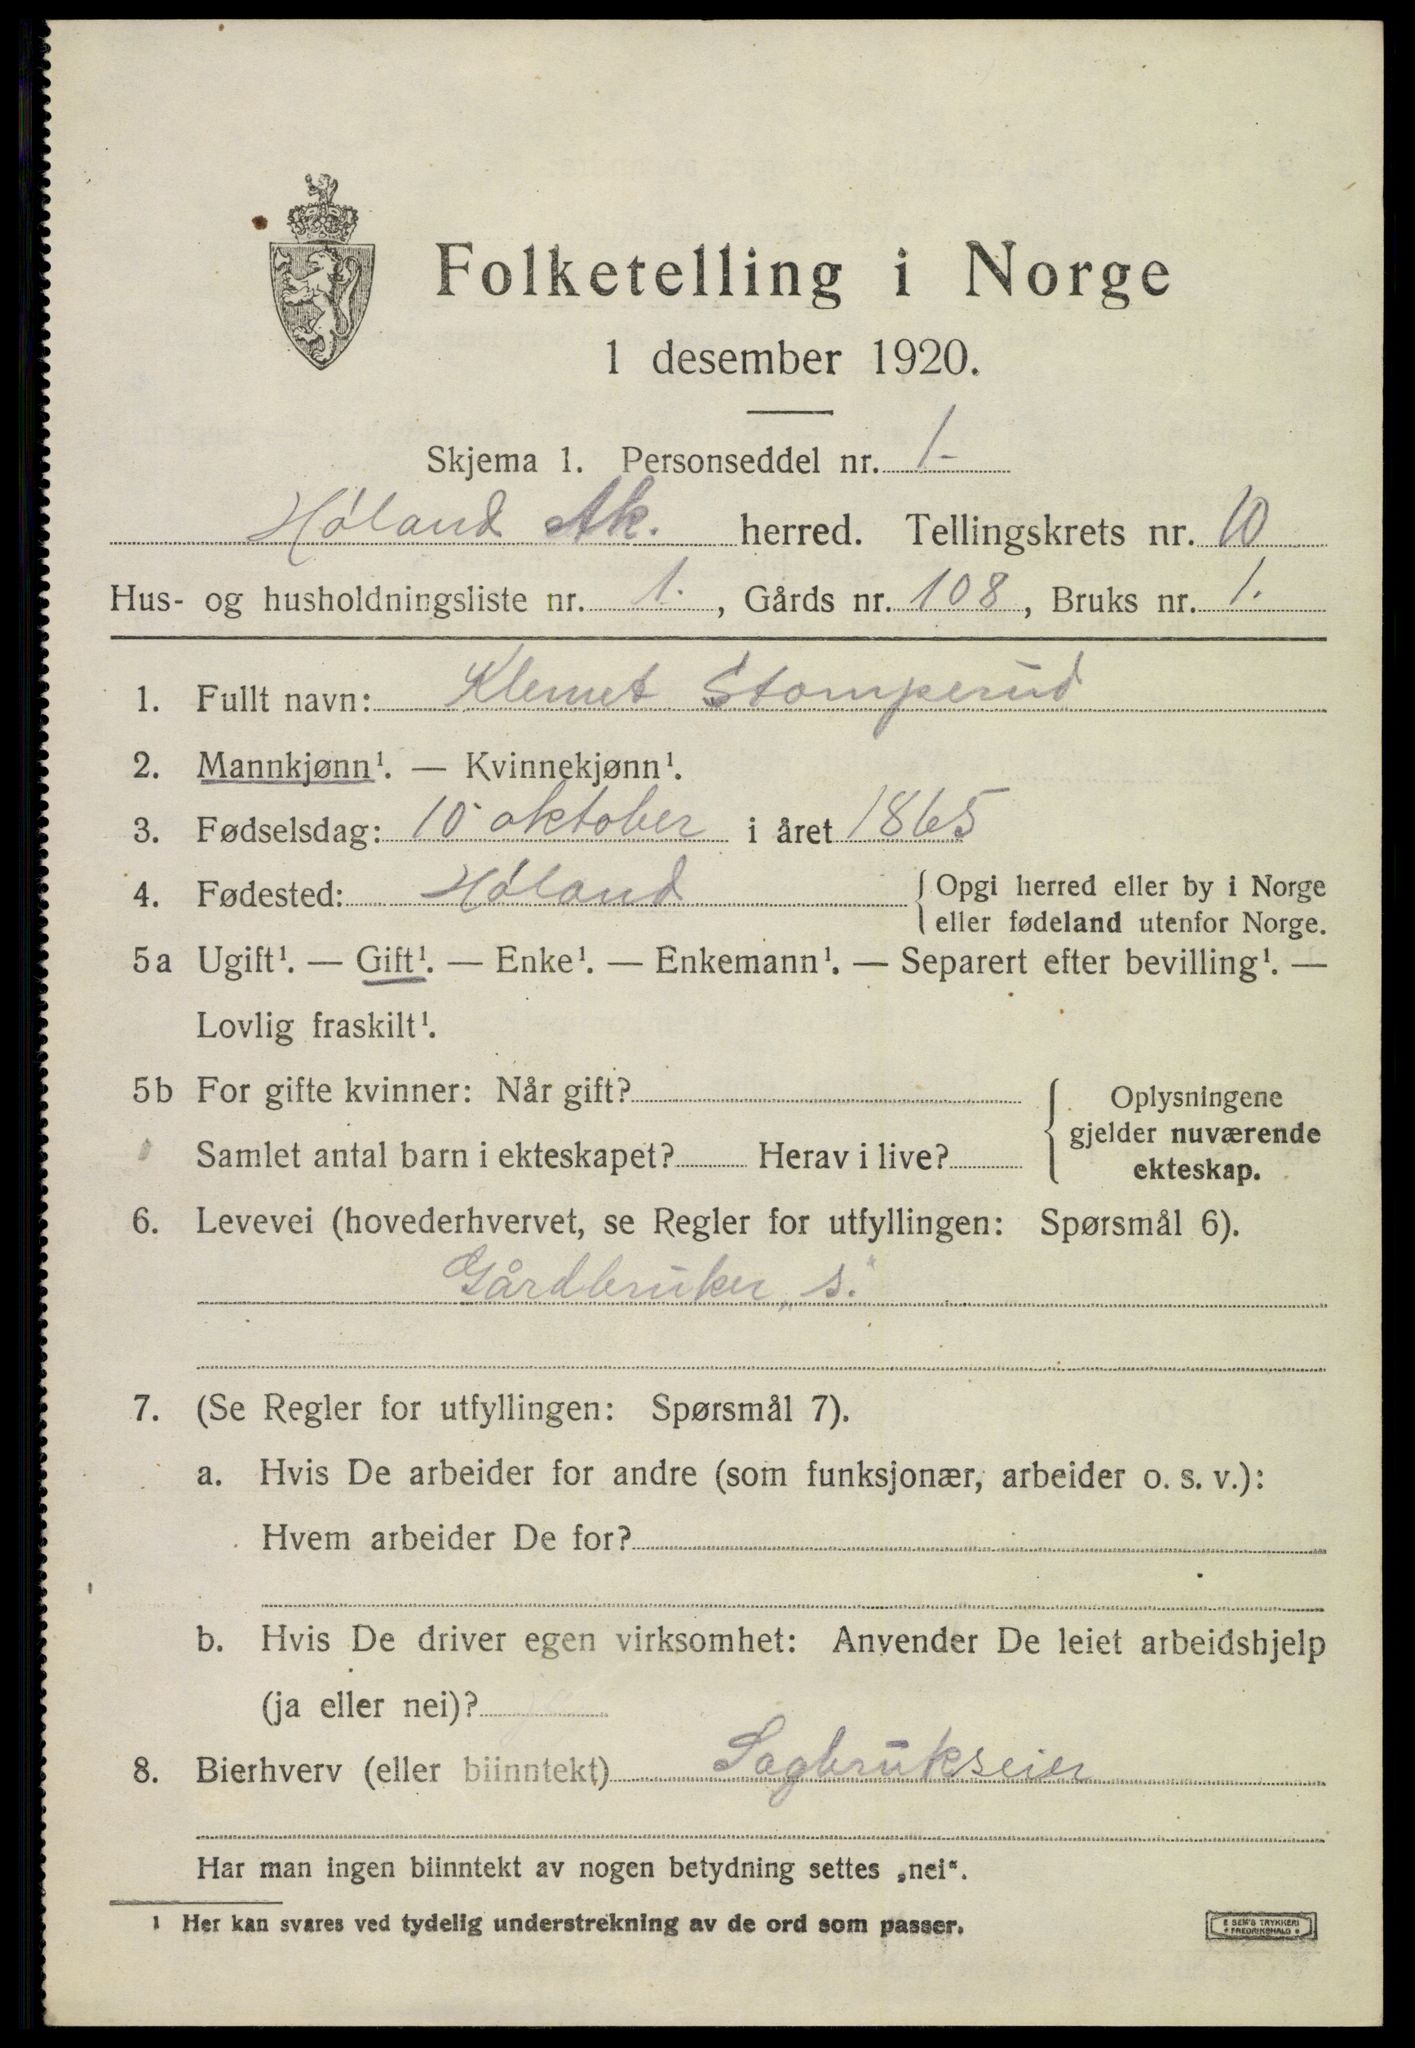 Folketelling i Norge
1 desember 1920.
Skjema 1. Personseddel nr. 1
Høland Ak. herred. Tellingskrets nr. 10
Hus- og husholdningsliste nr. 1. , Gårds nr. 108 , Bruks nr. 1.
1. Fullt navn: Klemet Stomperud
2. Mannkjønn¹. — Kvinnekjønn¹.
3. Fødselsdag: 10 oktober i året 1865
4. Fødested: Høland { Opgi herred eller by i Norge
eller fødeland utenfor Norge.
5a Ugift¹. — Gift¹. — Enke¹. — Enkemann¹. — Separert efter bevilling¹. —
Lovlig fraskilt¹.
5b For gifte kvinner: Når gift? { Oplysningene
gjelder nuværende
Samlet antal barn i ekteskapet? Herav i live?
ekteskap.
6. Levevei (hovederhvervet, se Regler for utfyllingen: Spørsmål 6).
Gårdbruker „s."
7. (Se Regler for utfyllingen: Spørsmål 7).
a. Hvis De arbeider for andre (som funksjonær, arbeider o. s. v.):
Hvem arbeider De for?
b. Hvis De driver egen virksomhet: Anvender De leiet arbeidshjelp
(ja eller nei)?
8. Bierhverv (eller biinntekt) Sagbrukseier
Har man ingen biinntekt av nogen betydning settes „nei“.
1 Her kan svares ved tydelig understrekning av de ord som passer.
E SEM'S TRYKKERI
FREDRIKSHALD